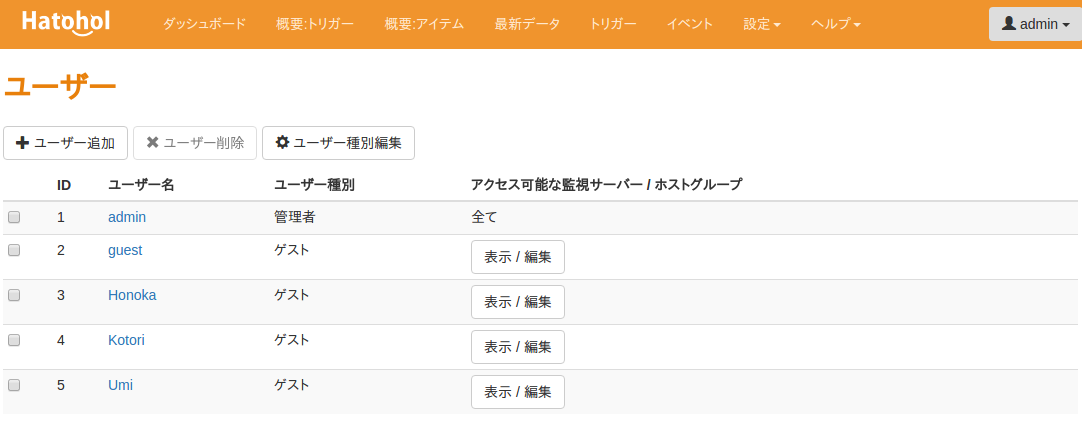 Hatohol ダッシュボード 概要:トリガー 概要:アイテム 最新データ トリガー イベント 設定 ヘルプ admin
ユーザー
ユーザー追加 ユーザー削除 ユーザー種別編集
ID ユーザー名 ユーザー種別 アクセス可能な監視サーバー / ホストグループ
1 admin 管理者 全て
2 guest ゲスト 表示 / 編集
3 Honoka ゲスト 表示 / 編集
4 Kotori ゲスト 表示 / 編集
5 Umi ゲスト 表示 / 編集